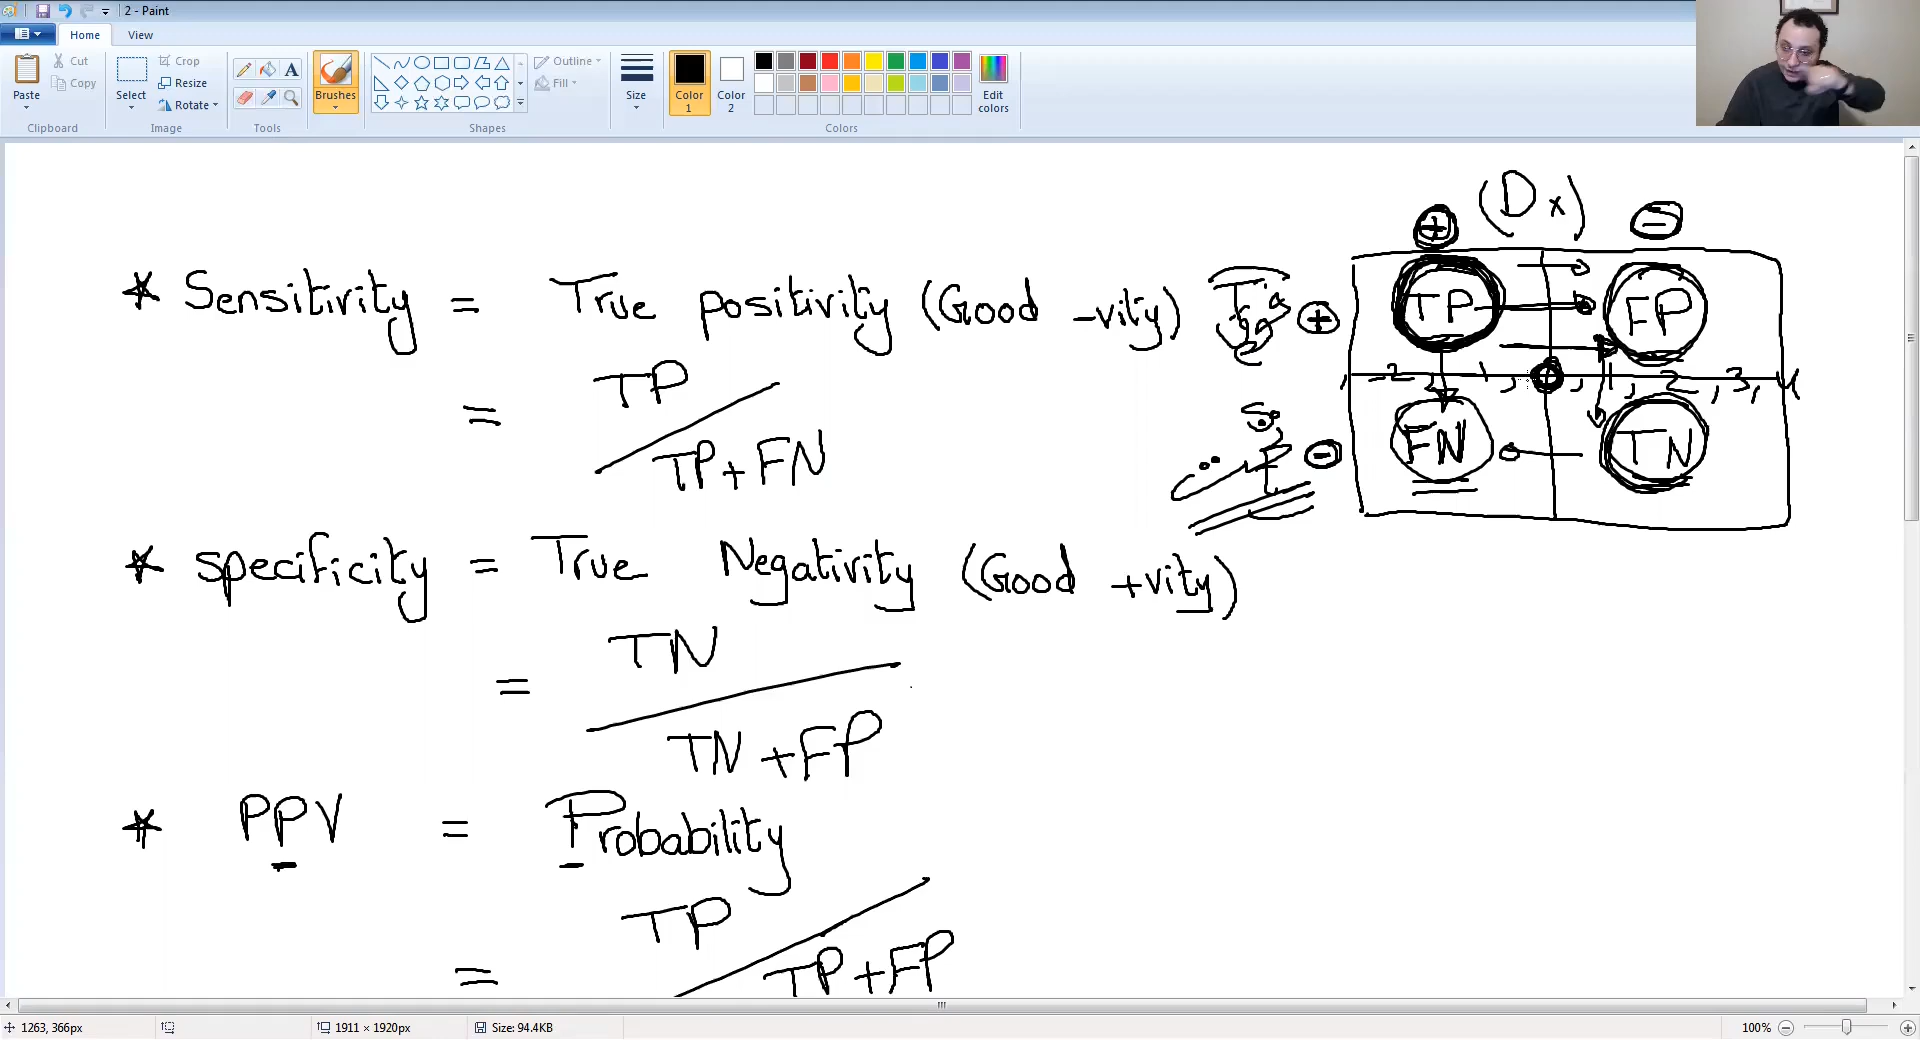 2 - Paint
Home View
Paste Cut Copy Clipboard
Select Crop Resize Rotate Image
A Tools
Brushes
Outline Fill Shapes
Size
Color 1 Color 2
Edit colors
Colors
(Dx)
+ −
* Sensitivity = True positivity (Good -vity)
= TP / TP + FN
+ TP FP
, -2, -1, 0, 1, 2, 3, 4
− FN TN
* Specificity = True Negativity (Good +vity)
= TN / TN + FP
* PPV = Probability
= TP / TP + FP
1263, 366px
1911 × 1920px
Size: 94.4KB
100%